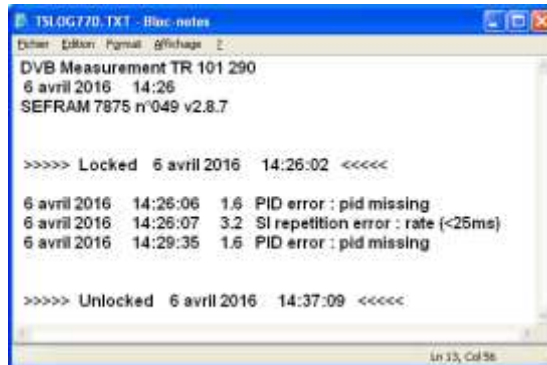 TSLOG770.TXT - Bloc-notes
Fichier Edition Format Affichage ?
DVB Measurement TR 101 290
6 avril 2016 14:26
SEFRAM 7875 n°049 v2.8.7
>>>>> Locked 6 avril 2016 14:26:02 <<<<<
6 avril 2016 14:26:06 1.6 PID error : pid missing
6 avril 2016 14:26:07 3.2 SI repetition error : rate (<25ms)
6 avril 2016 14:29:35 1.6 PID error : pid missing
>>>>> Unlocked 6 avril 2016 14:37:09 <<<<<
Ln 13, Col 56